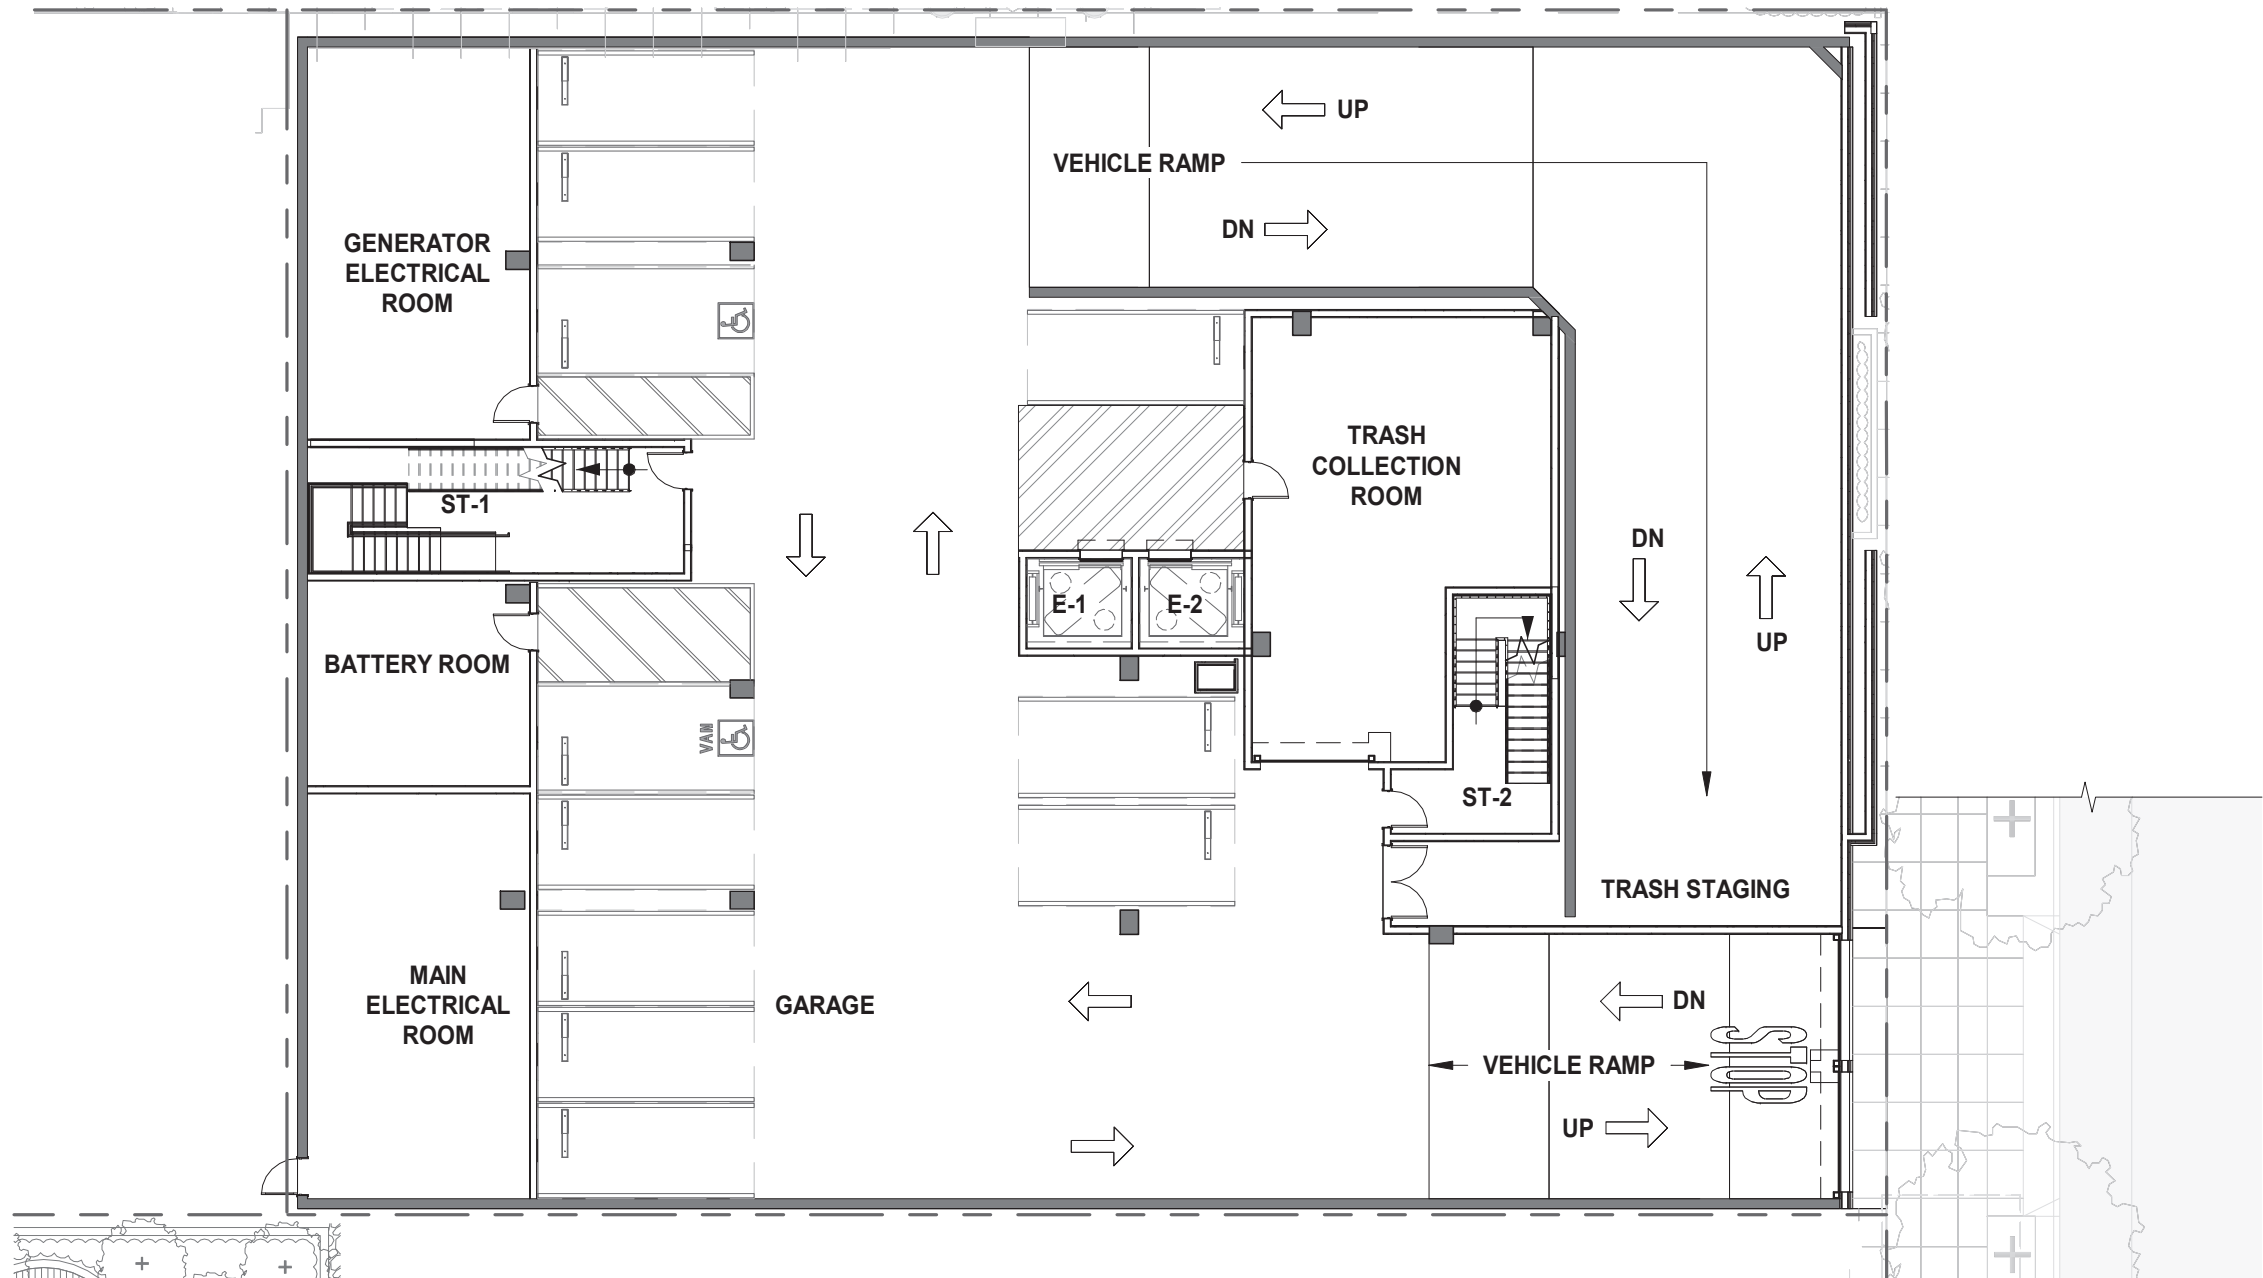 UP
VEHICLE RAMP
DN
GENERATOR
ELECTRICAL
ROOM
TRASH
COLLECTION
ROOM
ST-1
DN
UP
E-1
E-2
BATTERY ROOM
VAN
ST-2
TRASH STAGING
MAIN
ELECTRICAL
ROOM
GARAGE
DN
VEHICLE RAMP
STOP
UP